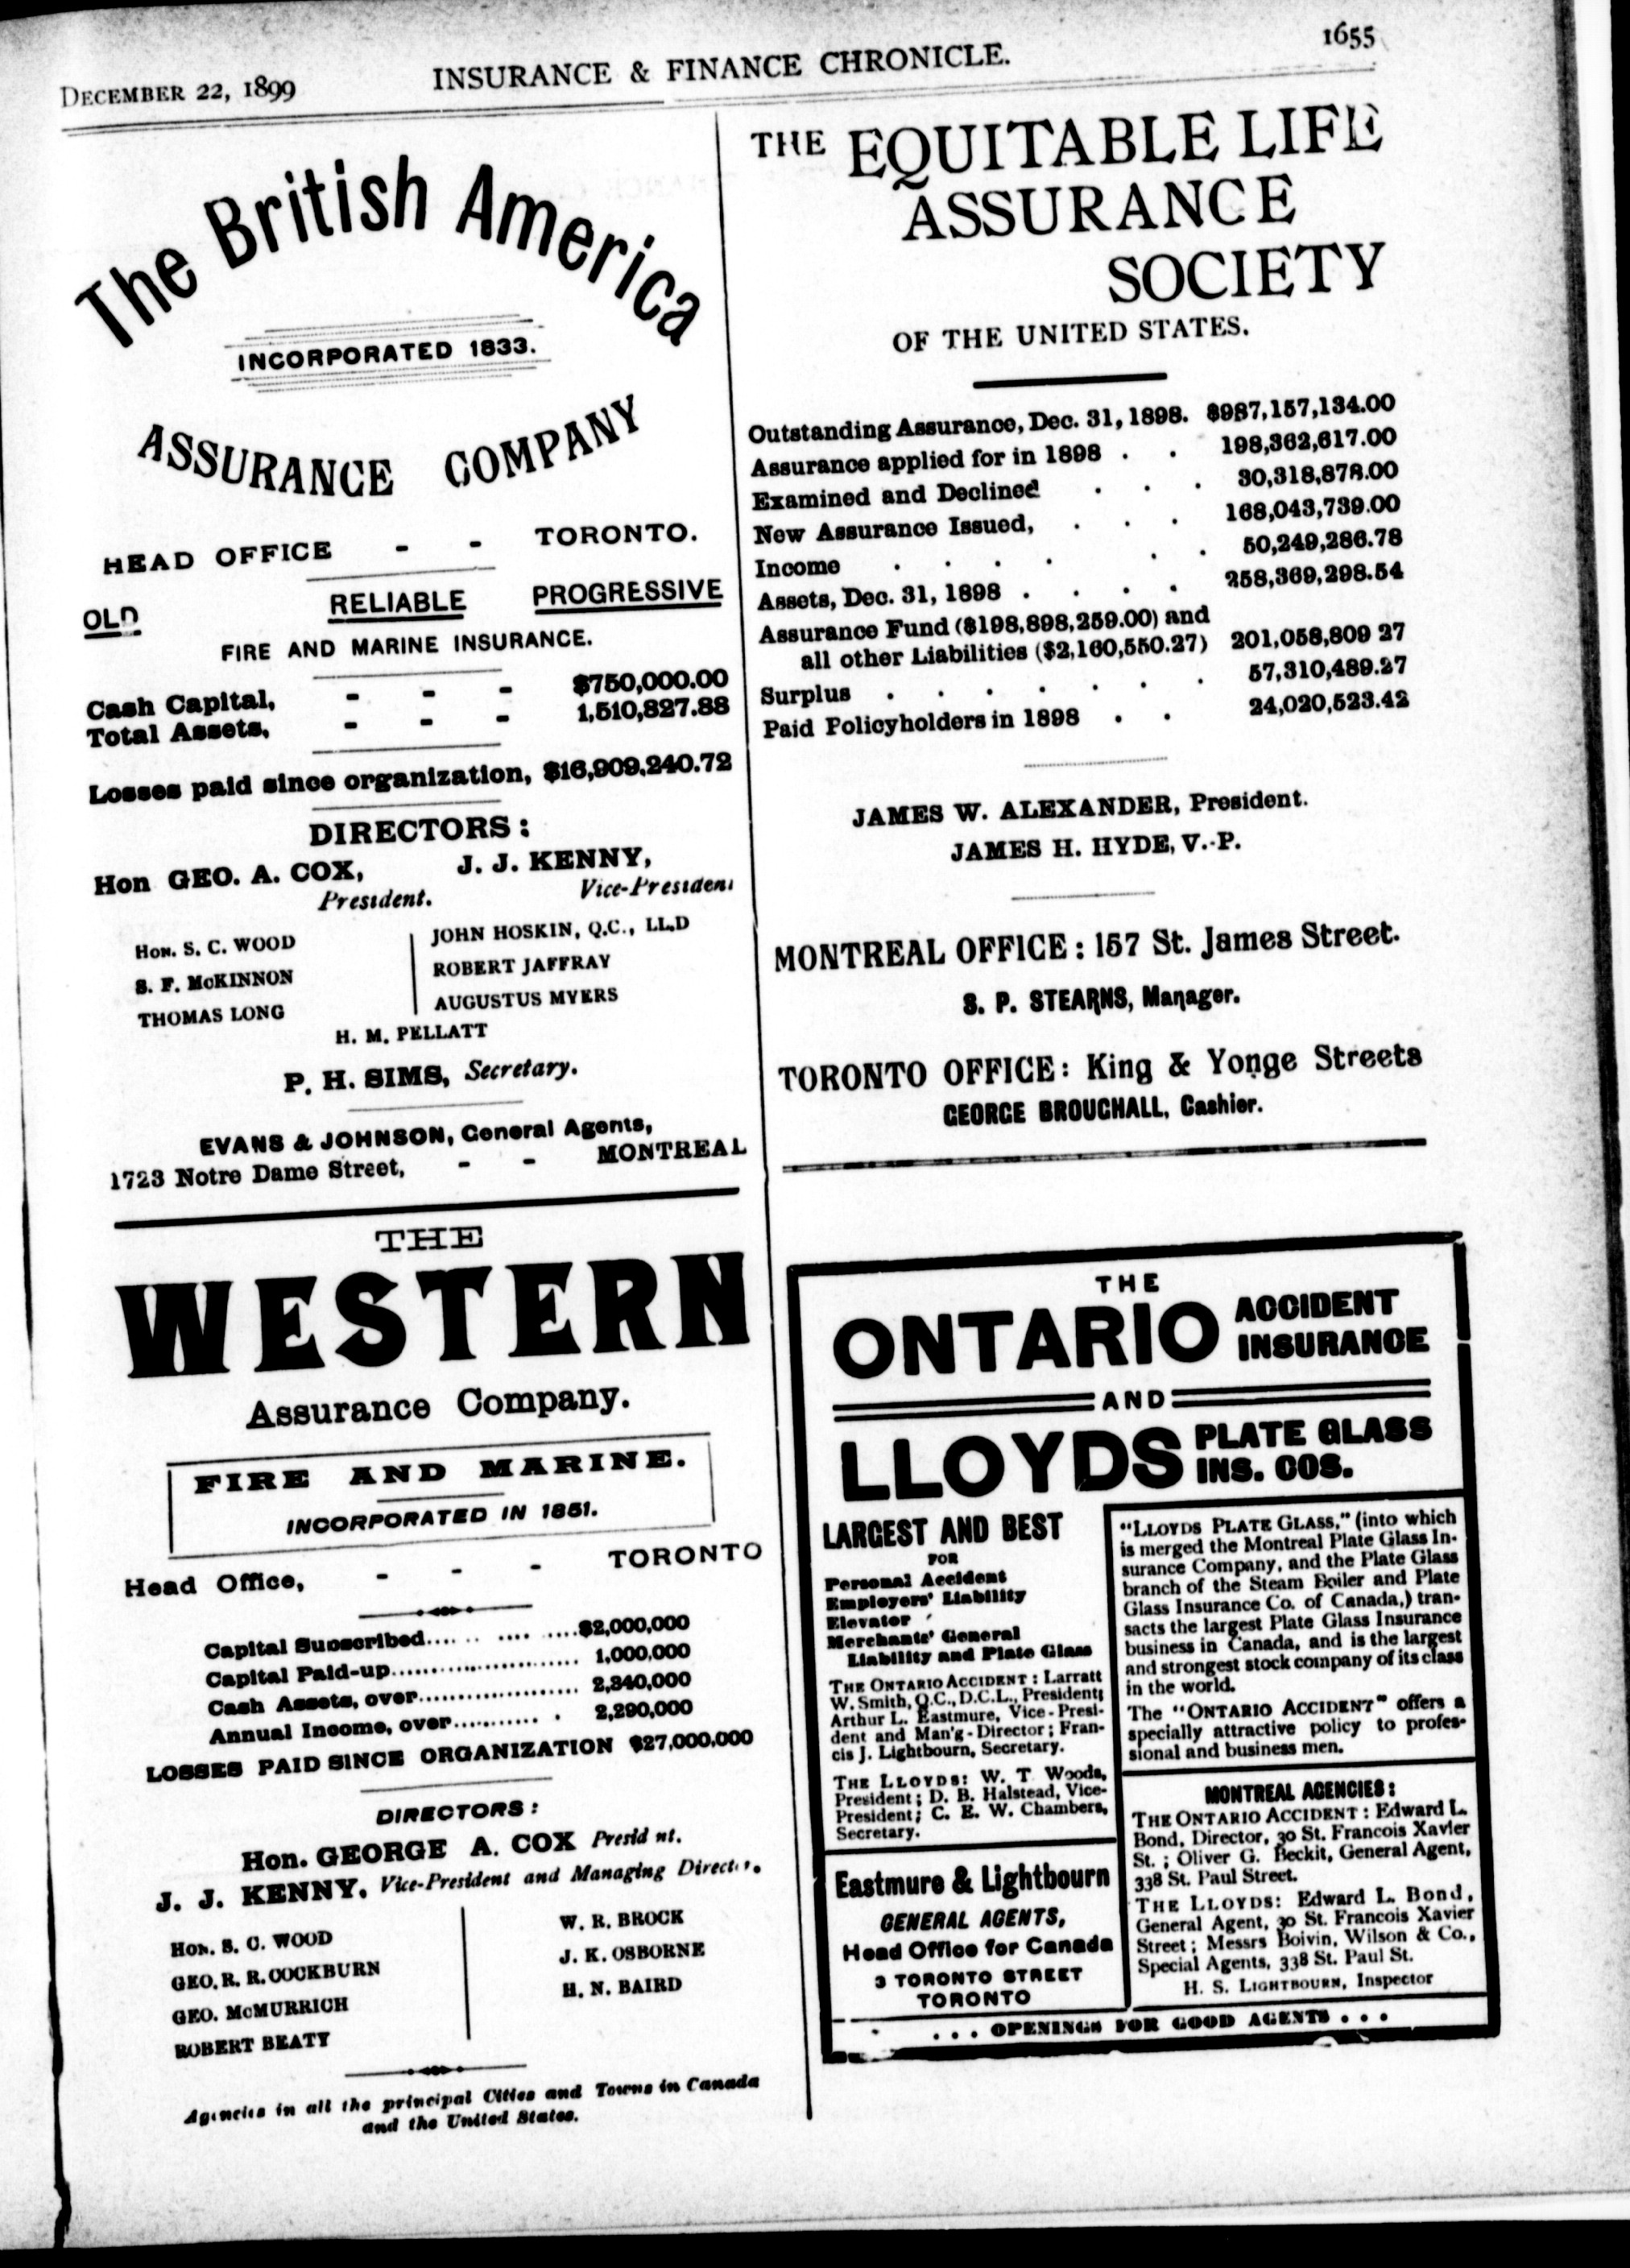 DECEMBER 22, 1899
INSURANCE & FINANCE CHRONICLE.
1655
The British America
INCORPORATED 1833.
ASSURANCE COMPANY
HEAD OFFICE - - TORONTO.
OLD RELIABLE PROGRESSIVE
FIRE AND MARINE INSURANCE.
Cash Capital, - - - $750,000.00
Total Assets, - - - 1,510,827.88
Losses paid since organization, $16,909,240.72
DIRECTORS:
Hon GEO. A. COX, J. J. KENNY,
President. Vice-President
HON. S. C. WOOD
S. F. McKINNON
THOMAS LONG
JOHN HOSKIN, Q.C., LL.D
ROBERT JAFFRAY
AUGUSTUS MYERS
H. M. PELLATT
P. H. SIMS, Secretary.
EVANS & JOHNSON, General Agents,
1723 Notre Dame Street, - - MONTREAL
THE
WESTERN
Assurance Company.
FIRE AND MARINE.
INCORPORATED IN 1851.
Head Office, - - - TORONTO
Capital Subscribed.... .. .... ....$2,000,000
Capital Paid-up........................... 1,000,000
Cash Assets, over....................... 2,340,000
Annual Income, over........... . 2,290,000
LOSSES PAID SINCE ORGANIZATION $27,000,000
DIRECTORS:
Hon. GEORGE A. COX Presid nt.
J. J. KENNY, Vice-President and Managing Director.
HON. S. C. WOOD
GEO. R. R. COCKBURN
GEO. McMURRICH
ROBERT BEATY
W. R. BROCK
J. K. OSBORNE
H. N. BAIRD
Agencies in all the principal Cities and Towns in Canada
and the United States.
THE EQUITABLE LIFE
ASSURANCE
SOCIETY
OF THE UNITED STATES.
Outstanding Assurance, Dec. 31, 1898. $987,157,134.00
Assurance applied for in 1898 . . 198,362,617.00
Examined and Declined . . . 30,318,878.00
New Assurance Issued, . . . 168,043,739.00
Income . . . . . . 50,249,286.78
Assets, Dec. 31, 1898 . . . . 258,369,298.54
Assurance Fund ($198,898,259.00) and
all other Liabilities ($2,160,550.27) 201,058,809 27
Surplus . . . . . . . 57,310,489.27
Paid Policyholders in 1898 . . 24,020,523.42
JAMES W. ALEXANDER, President.
JAMES H. HYDE, V.-P.
MONTREAL OFFICE: 157 St. James Street.
S. P. STEARNS, Manager.
TORONTO OFFICE: King & Yonge Streets
GEORGE BROUGHALL, Cashier.
THE
ONTARIO ACCIDENT
INSURANCE
AND
LLOYDS PLATE GLASS
INS. COS.
LARGEST AND BEST
FOR
Personal Accident
Employers' Liability
Elevator
Merchants' General
Liability and Plate Glass
THE ONTARIO ACCIDENT: Larratt
W. Smith, Q.C., D.C.L., President;
Arthur L. Eastmure, Vice-Presi-
dent and Man'g-Director; Fran-
cis J. Lightbourn, Secretary.
THE LLOYDS: W. T Woods,
President; D. B. Halstead, Vice-
President; C. E. W. Chambers,
Secretary.
Eastmure & Lightbourn
GENERAL AGENTS,
Head Office for Canada
3 TORONTO STREET
TORONTO
"LLOYDS PLATE GLASS," (into which
is merged the Montreal Plate Glass In-
surance Company, and the Plate Glass
branch of the Steam Boiler and Plate
Glass Insurance Co. of Canada,) tran-
sacts the largest Plate Glass Insurance
business in Canada, and is the largest
and strongest stock company of its class
in the world.
The "ONTARIO ACCIDENT" offers a
specially attractive policy to profes-
sional and business men.
MONTREAL AGENCIES:
THE ONTARIO ACCIDENT: Edward L.
Bond, Director, 30 St. Francois Xavier
St.; Oliver G. Beckit, General Agent,
338 St. Paul Street.
THE LLOYDS: Edward L. Bond,
General Agent, 30 St. Francois Xavier
Street; Messrs Boivin, Wilson & Co.,
Special Agents, 338 St. Paul St.
H. S. LIGHTBOURN, Inspector
. . . OPENINGS FOR GOOD AGENTS . . .